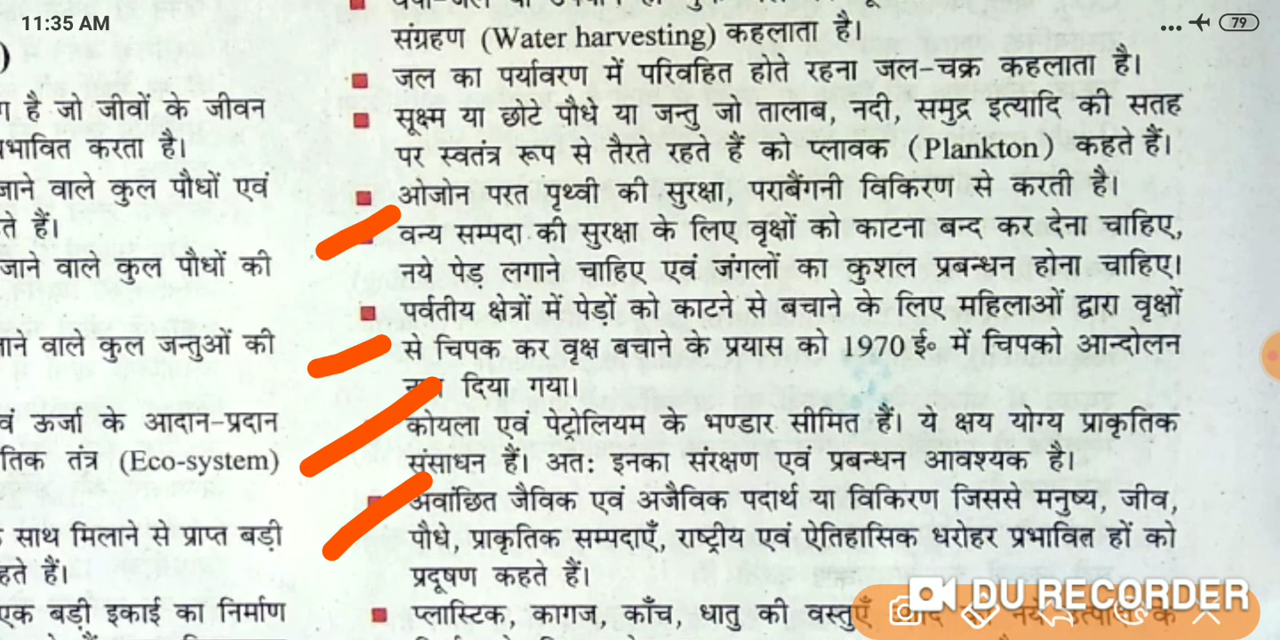 11:35 AM
79
संग्रहण (Water harvesting) कहलाता है।
जल का पर्यावरण में परिवहित होते रहना जल-चक्र कहलाता है।
सूक्ष्म या छोटे पौधे या जन्तु जो तालाब, नदी, समुद्र इत्यादि की सतह
पर स्वतंत्र रूप से तैरते रहते हैं को प्लावक (Plankton) कहते हैं।
ओजोन परत पृथ्वी की सुरक्षा, पराबैंगनी विकिरण से करती है।
वन्य सम्पदा की सुरक्षा के लिए वृक्षों को काटना बन्द कर देना चाहिए,
नये पेड़ लगाने चाहिए एवं जंगलों का कुशल प्रबन्धन होना चाहिए।
पर्वतीय क्षेत्रों में पेड़ों को काटने से बचाने के लिए महिलाओं द्वारा वृक्षों
से चिपक कर वृक्ष बचाने के प्रयास को 1970 ई० में चिपको आन्दोलन
दिया गया।
कोयला एवं पेट्रोलियम के भण्डार सीमित हैं। ये क्षय योग्य प्राकृतिक
संसाधन हैं। अत: इनका संरक्षण एवं प्रबन्धन आवश्यक है।
अवांछित जैविक एवं अजैविक पदार्थ या विकिरण जिससे मनुष्य, जीव,
पौधे, प्राकृतिक सम्पदाएँ, राष्ट्रीय एवं ऐतिहासिक धरोहर प्रभावित हों को
प्रदूषण कहते हैं।
प्लास्टिक, कागज, काँच, धातु की वस्तुएँ
)
है जो जीवों के जीवन
करता है।
जाने वाले कुल पौधों एवं
हैं।
जाने वाले कुल पौधों की
वाले कुल जन्तुओं की
ऊर्जा के आदान-प्रदान
तंत्र (Eco-system)
साथ मिलाने से प्राप्त बड़ी
हैं।
एक बड़ी इकाई का निर्माण
DU RECORDER